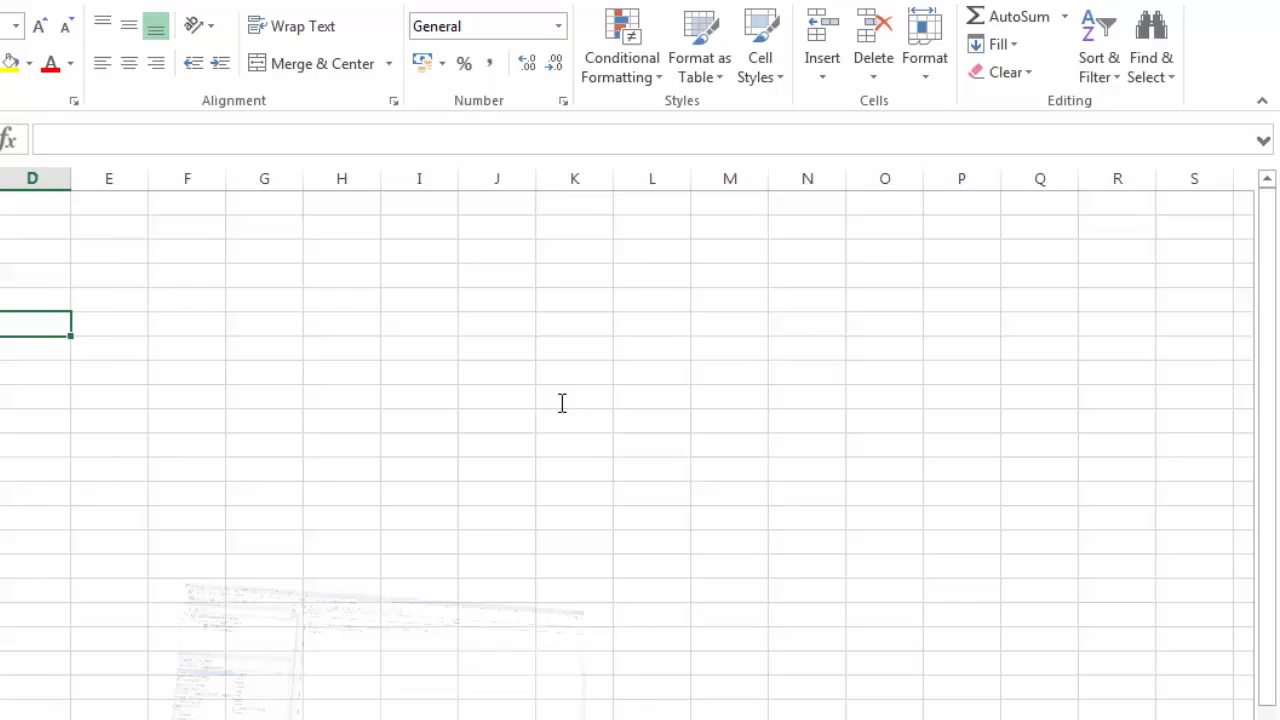 Wrap Text
General
AutoSum
Fill
Clear
Merge & Center
%
,
Conditional
Formatting
Format as
Table
Cell
Styles
Insert
Delete
Format
Sort &
Filter
Find &
Select
Alignment
Number
Styles
Cells
Editing
fx
D E F G H I J K L M N O P Q R S